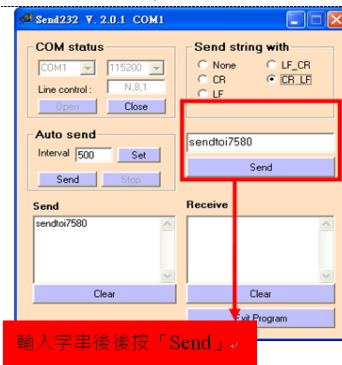 Send232 V. 2.0.1 COM1
COM status
COM1 115200
Line control : N,8,1
Open Close
Send string with
None LF_CR
CR CR_LF
LF
sendtoi7580
Send
Auto send
Interval 500 Set
Send Stop
Send
sendtoi7580
Clear
Receive
Clear
Exit Program
輸入字串後後按「Send」